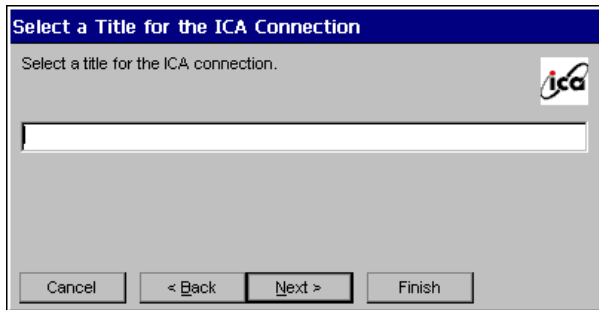 Select a Title for the ICA Connection
Select a title for the ICA connection.
ica
Cancel < Back Next > Finish